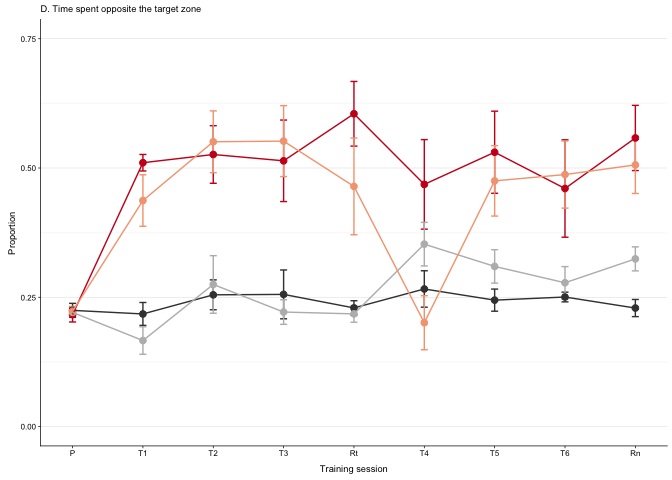 D. Time spent opposite the target zone
0.75
0.50
0.25
0.00
Proportion
P T1 T2 T3 Rt T4 T5 T6 Rn
Training session